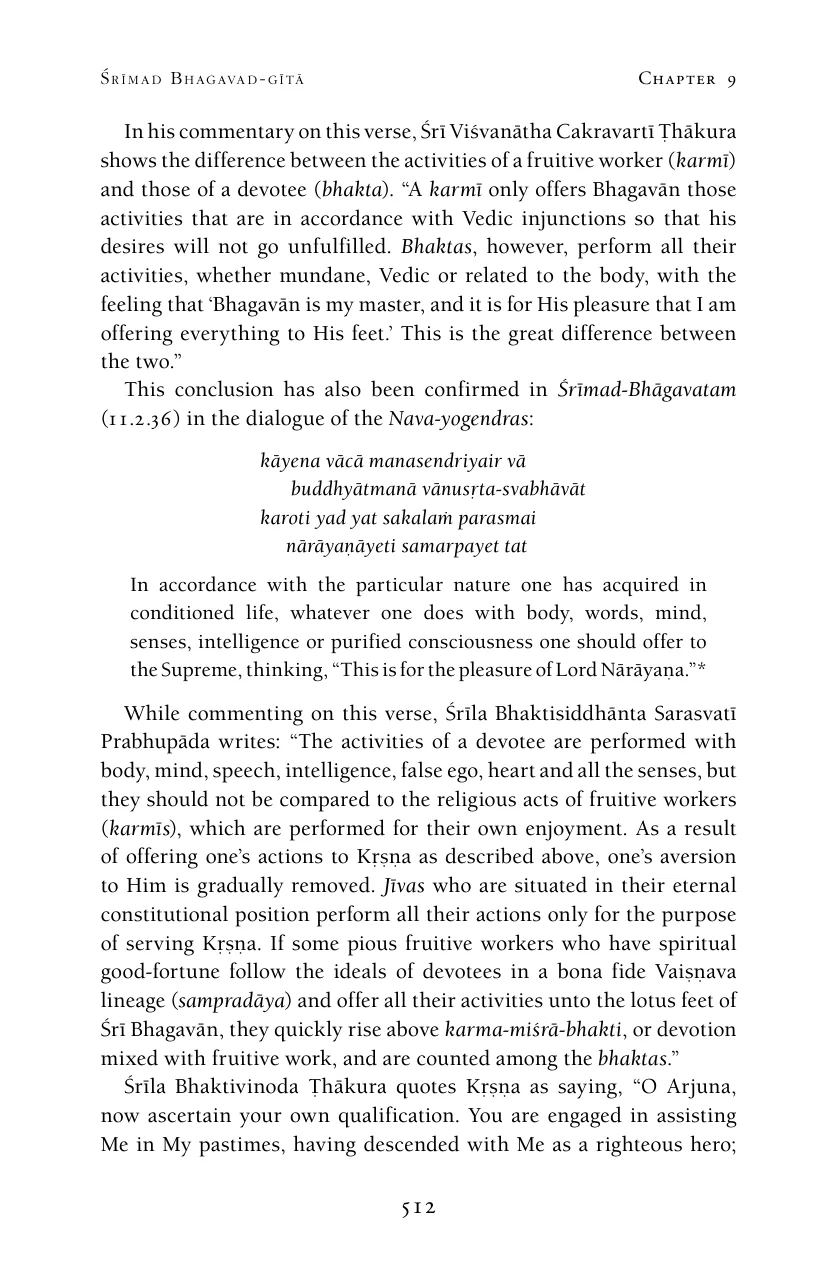 Śrīmad Bhagavad-gītā Chapter 9
In his commentary on this verse, Śrī Viśvanātha Cakravartī Ṭhākura
shows the difference between the activities of a fruitive worker (karmī)
and those of a devotee (bhakta). “A karmī only offers Bhagavān those
activities that are in accordance with Vedic injunctions so that his
desires will not go unfulfilled. Bhaktas, however, perform all their
activities, whether mundane, Vedic or related to the body, with the
feeling that ‘Bhagavān is my master, and it is for His pleasure that I am
offering everything to His feet.’ This is the great difference between
the two.”
This conclusion has also been confirmed in Śrīmad-Bhāgavatam
(11.2.36) in the dialogue of the Nava-yogendras:
kāyena vācā manasendriyair vā
buddhyātmanā vānusṛta-svabhāvāt
karoti yad yat sakalaṁ parasmai
nārāyaṇāyeti samarpayet tat
In accordance with the particular nature one has acquired in
conditioned life, whatever one does with body, words, mind,
senses, intelligence or purified consciousness one should offer to
the Supreme, thinking, “This is for the pleasure of Lord Nārāyaṇa.”*
While commenting on this verse, Śrīla Bhaktisiddhānta Sarasvatī
Prabhupāda writes: “The activities of a devotee are performed with
body, mind, speech, intelligence, false ego, heart and all the senses, but
they should not be compared to the religious acts of fruitive workers
(karmīs), which are performed for their own enjoyment. As a result
of offering one’s actions to Kṛṣṇa as described above, one’s aversion
to Him is gradually removed. Jīvas who are situated in their eternal
constitutional position perform all their actions only for the purpose
of serving Kṛṣṇa. If some pious fruitive workers who have spiritual
good-fortune follow the ideals of devotees in a bona fide Vaiṣṇava
lineage (sampradāya) and offer all their activities unto the lotus feet of
Śrī Bhagavān, they quickly rise above karma-miśrā-bhakti, or devotion
mixed with fruitive work, and are counted among the bhaktas.”
Śrīla Bhaktivinoda Ṭhākura quotes Kṛṣṇa as saying, “O Arjuna,
now ascertain your own qualification. You are engaged in assisting
Me in My pastimes, having descended with Me as a righteous hero;
512